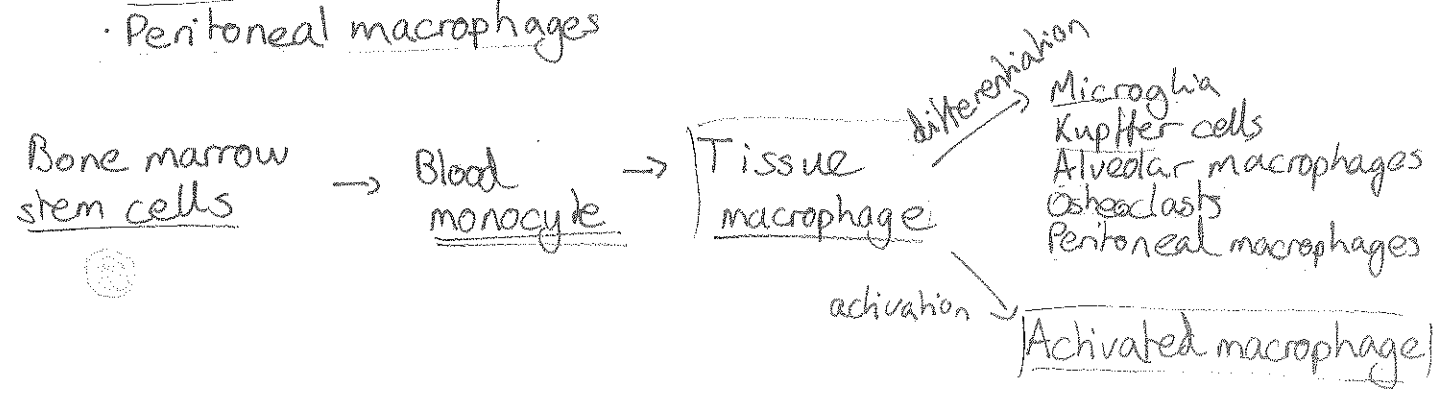 · Peritoneal macrophages
Bone marrow
stem cells
→ Blood
monocyte
→ Tissue
macrophage
differentiation
Microglia
Kupffer cells
Alveolar macrophages
Osteoclasts
Peritoneal macrophages
activation
Activated macrophage